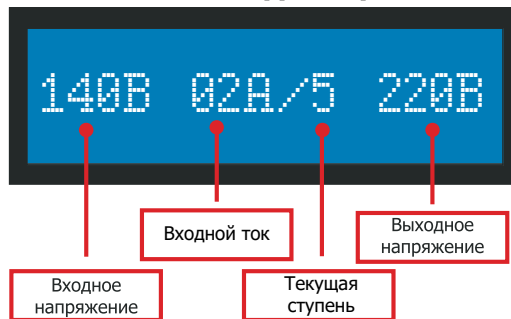 140В 02А/5 220В
Входной ток
Выходное
напряжение
Входное
напряжение
Текущая
ступень